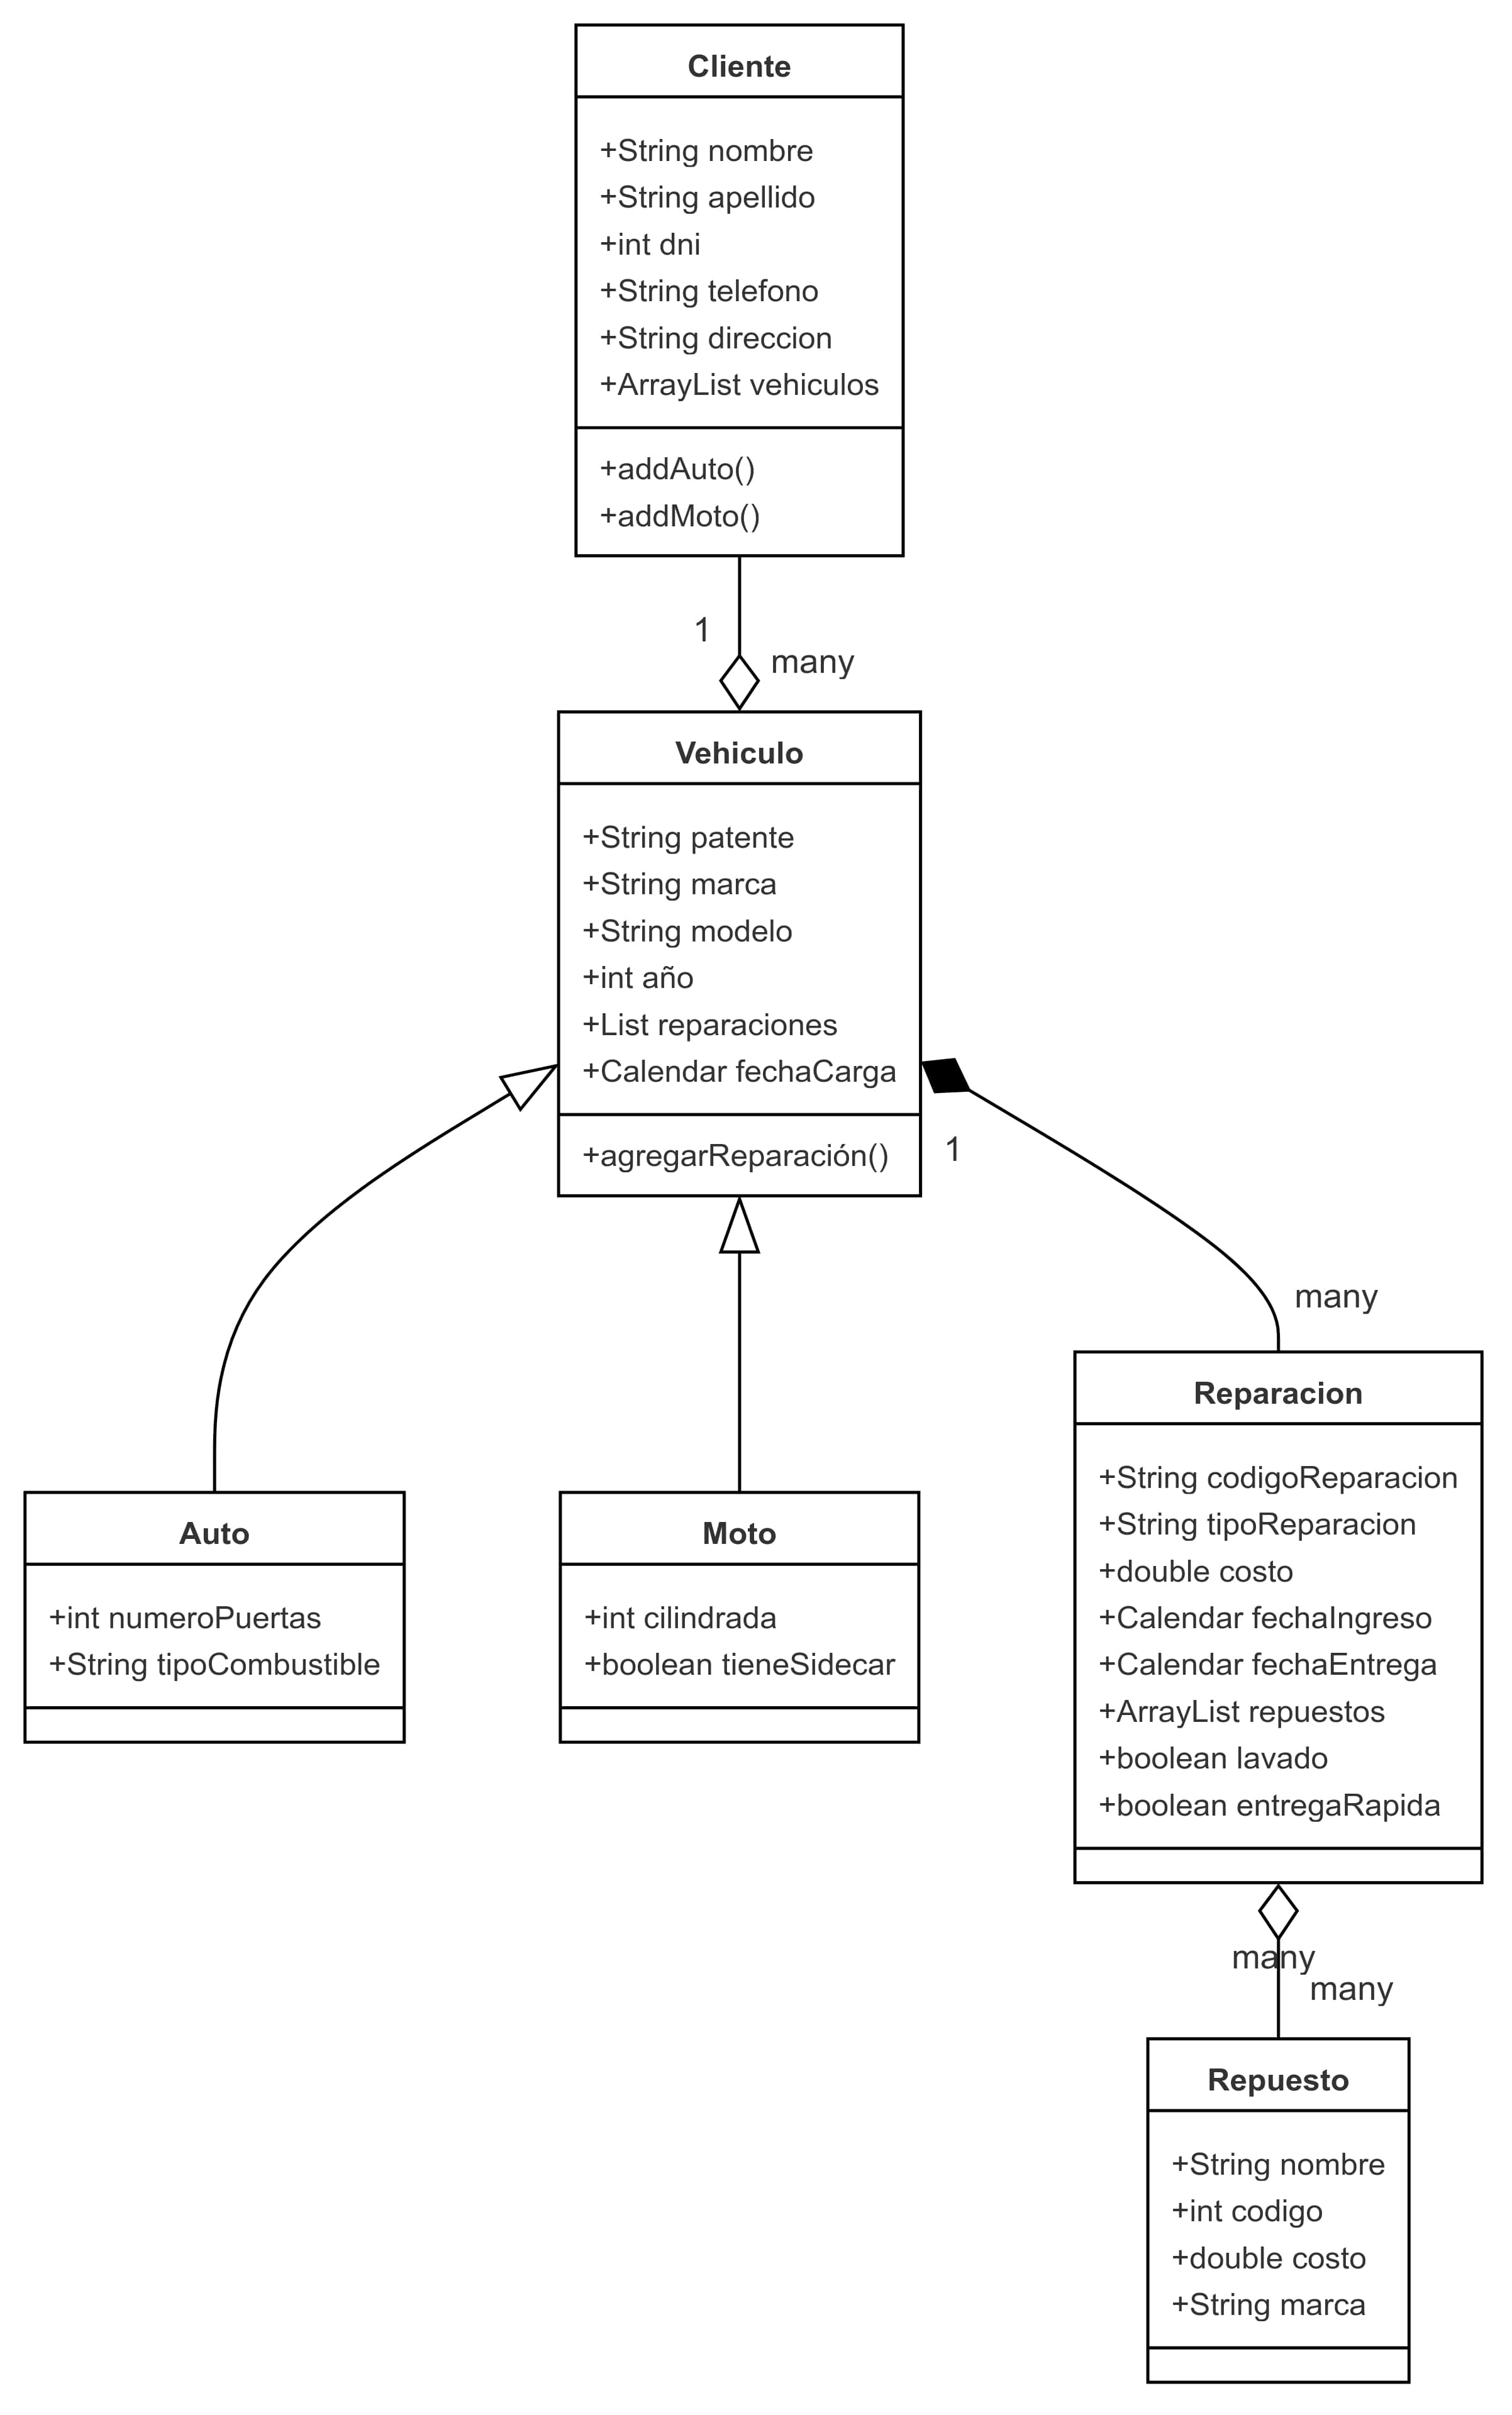 Cliente
+String nombre
+String apellido
+int dni
+String telefono
+String direccion
+ArrayList vehiculos
+addAuto()
+addMoto()
1
many
Vehiculo
+String patente
+String marca
+String modelo
+int año
+List reparaciones
+Calendar fechaCarga
+agregarReparación()
1
many
Auto
+int numeroPuertas
+String tipoCombustible
Moto
+int cilindrada
+boolean tieneSidecar
Reparacion
+String codigoReparacion
+String tipoReparacion
+double costo
+Calendar fechaIngreso
+Calendar fechaEntrega
+ArrayList repuestos
+boolean lavado
+boolean entregaRapida
many
many
Repuesto
+String nombre
+int codigo
+double costo
+String marca